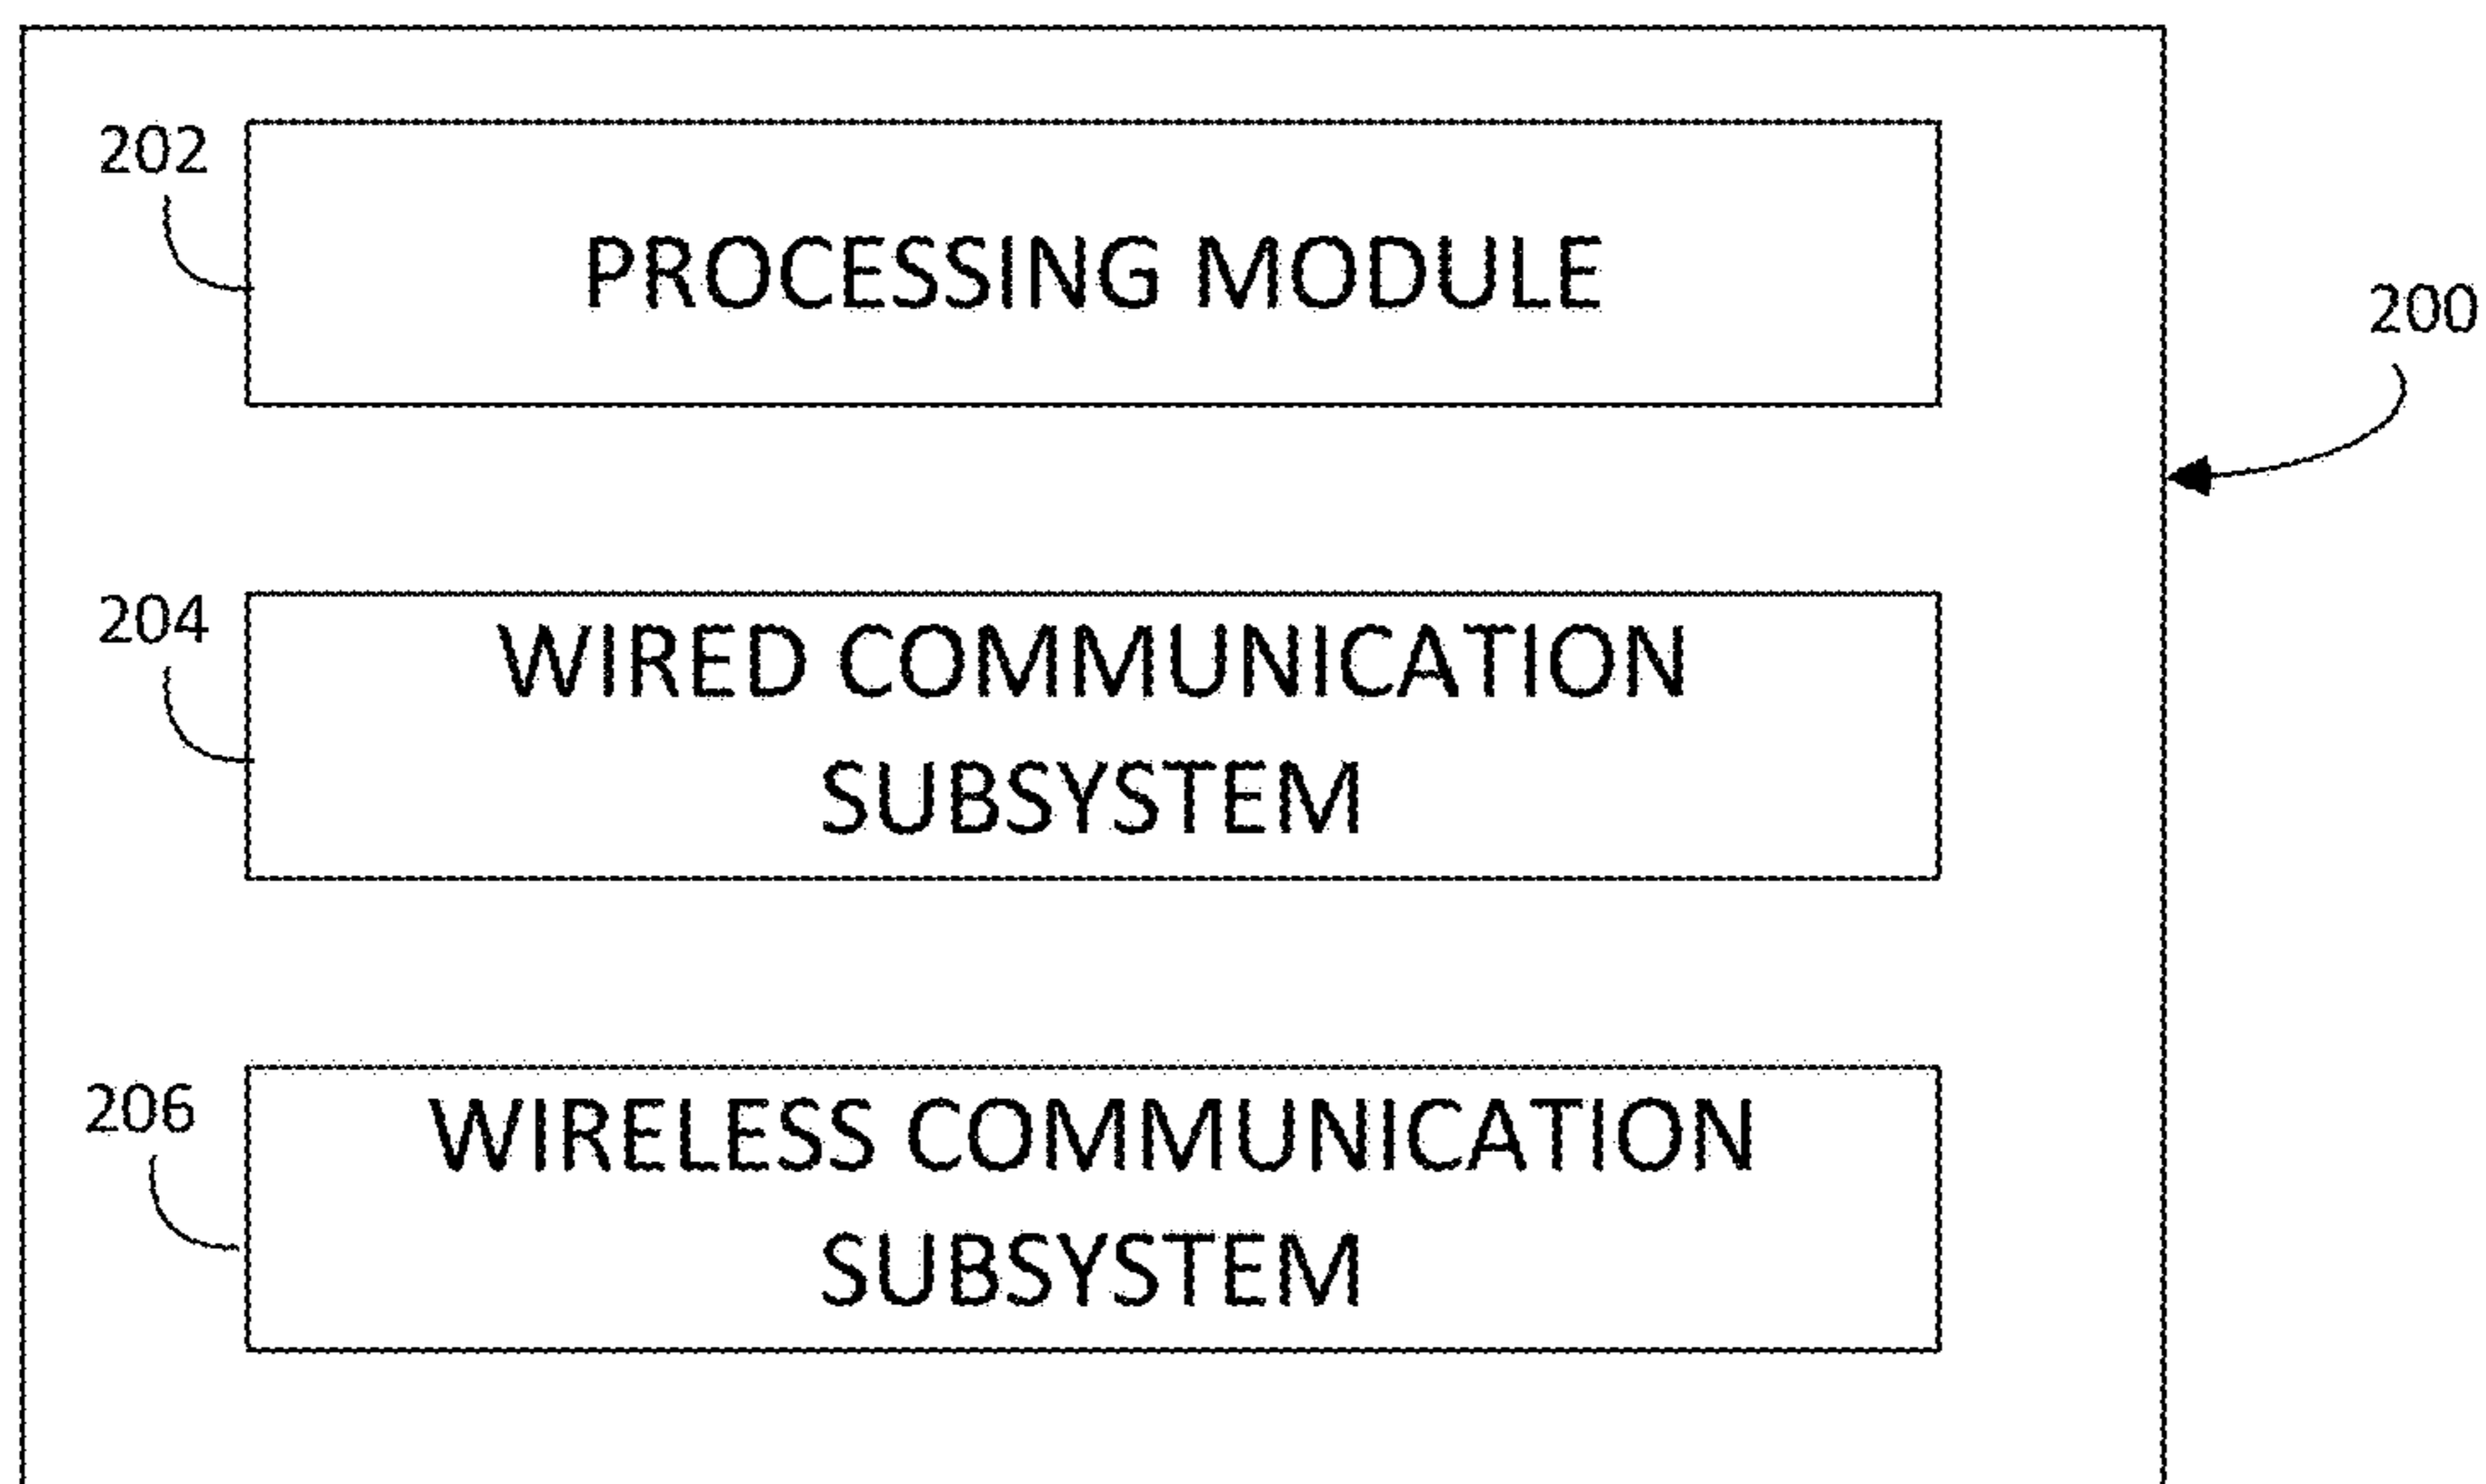 202
PROCESSING MODULE
200
204
WIRED COMMUNICATION
SUBSYSTEM
206
WIRELESS COMMUNICATION
SUBSYSTEM